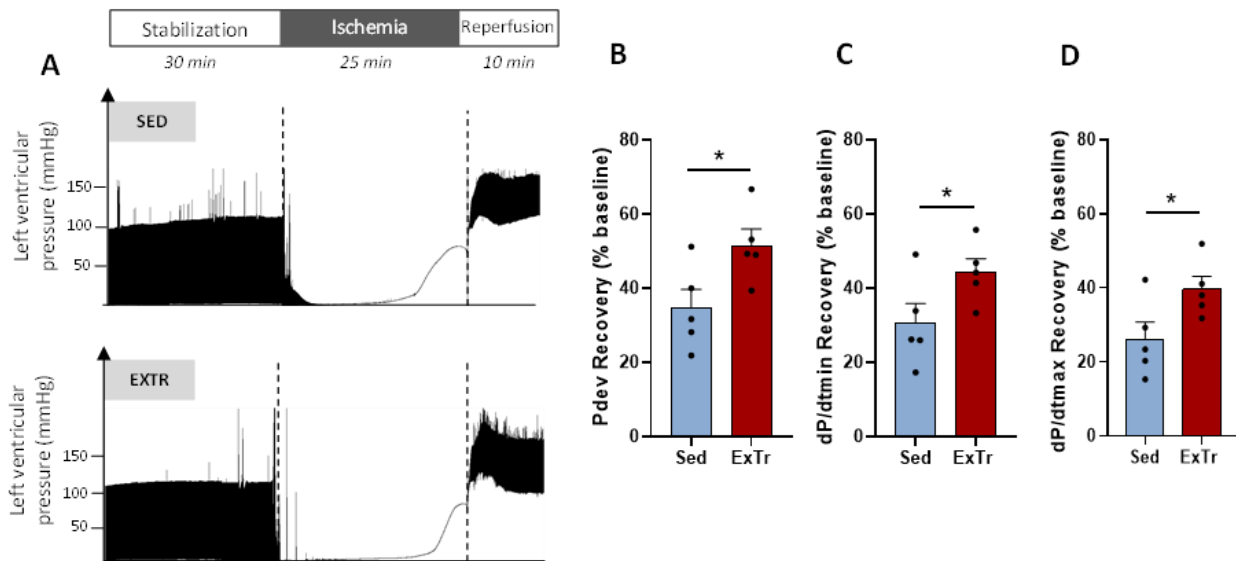 Stabilization
Ischemia
Reperfusion
A
30 min
25 min
10 min
SED
Left ventricular
pressure (mmHg)
150
100
50
EXTR
Left ventricular
pressure (mmHg)
150
100
50
B
Pdev Recovery (% baseline)
80
60
40
20
0
*
Sed
ExTr
C
dP/dtmin Recovery (% baseline)
80
60
40
20
0
*
Sed
ExTr
D
dP/dtmax Recovery (% baseline)
80
60
40
20
0
*
Sed
ExTr